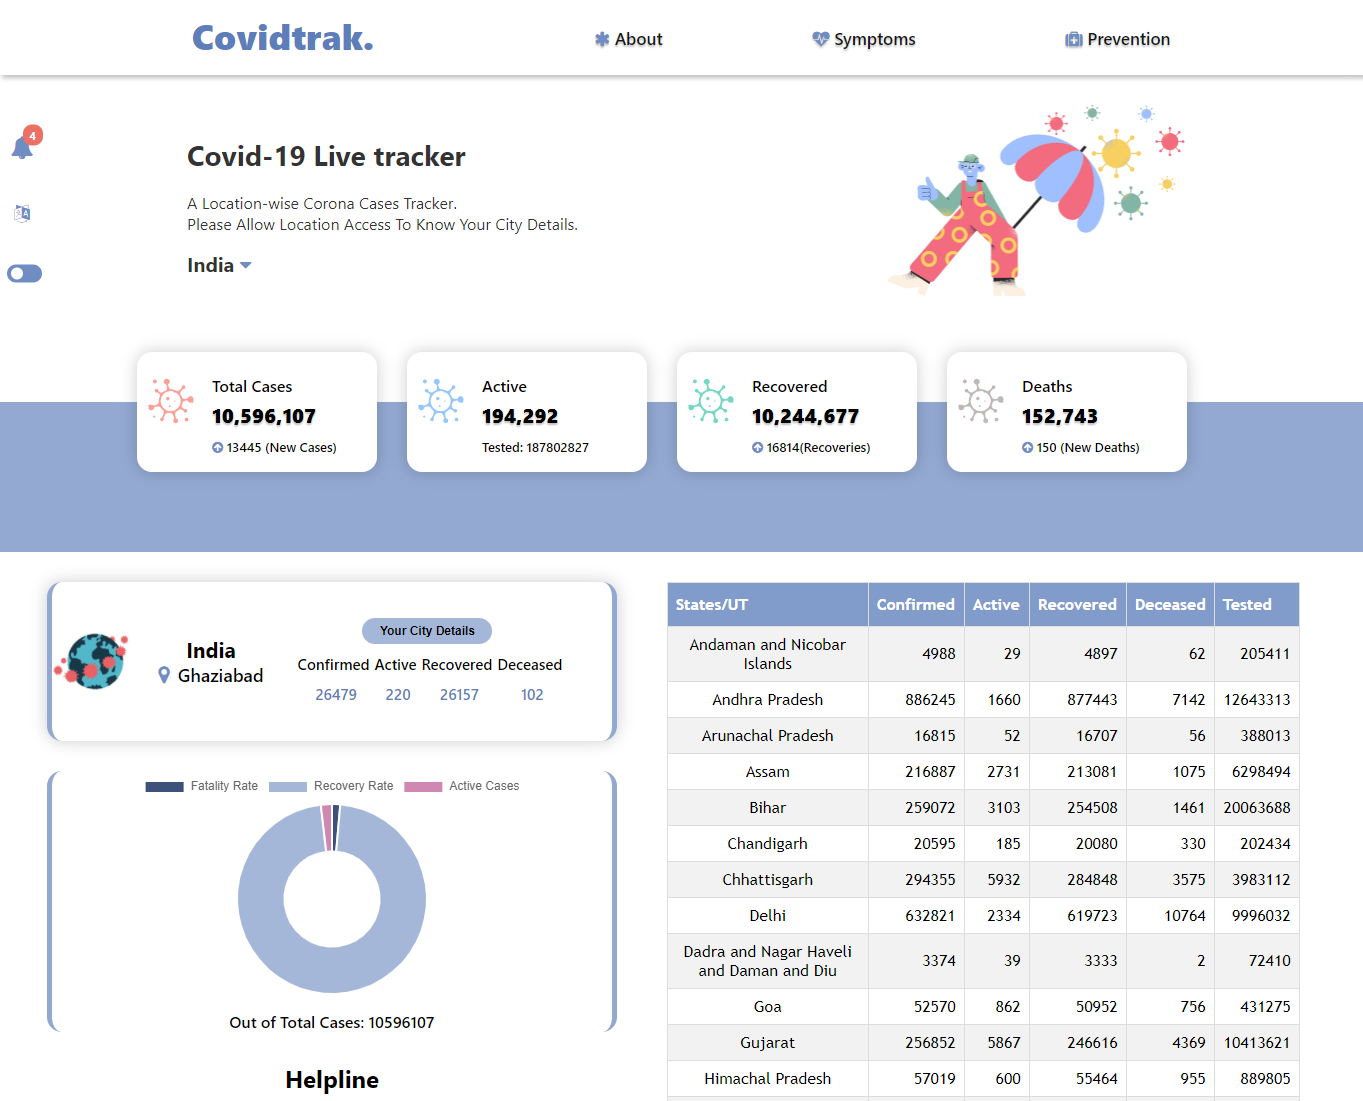 Covidtrak.
About
Symptoms
Prevention
4
Covid-19 Live tracker
A Location-wise Corona Cases Tracker.
Please Allow Location Access To Know Your City Details.
India
Total Cases
10,596,107
13445 (New Cases)
Active
194,292
Tested: 187802827
Recovered
10,244,677
16814(Recoveries)
Deaths
152,743
150 (New Deaths)
India
Ghaziabad
Your City Details
Confirmed Active Recovered Deceased
26479 220 26157 102
Fatality Rate Recovery Rate Active Cases
Out of Total Cases: 10596107
Helpline
States/UT Confirmed Active Recovered Deceased Tested
Andaman and Nicobar
Islands 4988 29 4897 62 205411
Andhra Pradesh 886245 1660 877443 7142 12643313
Arunachal Pradesh 16815 52 16707 56 388013
Assam 216887 2731 213081 1075 6298494
Bihar 259072 3103 254508 1461 20063688
Chandigarh 20595 185 20080 330 202434
Chhattisgarh 294355 5932 284848 3575 3983112
Delhi 632821 2334 619723 10764 9996032
Dadra and Nagar Haveli
and Daman and Diu 3374 39 3333 2 72410
Goa 52570 862 50952 756 431275
Gujarat 256852 5867 246616 4369 10413621
Himachal Pradesh 57019 600 55464 955 889805